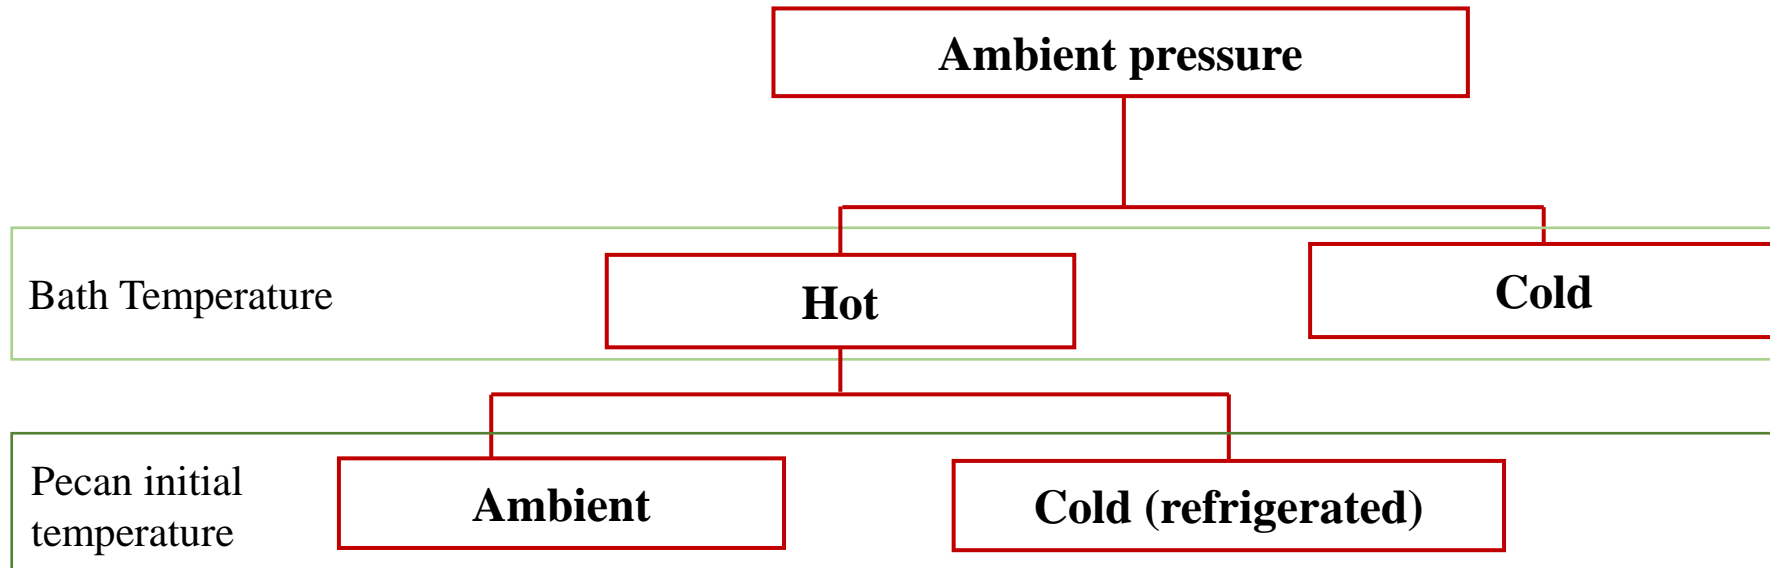 Ambient pressure
Bath Temperature
Hot
Cold
Pecan initial
temperature
Ambient
Cold (refrigerated)